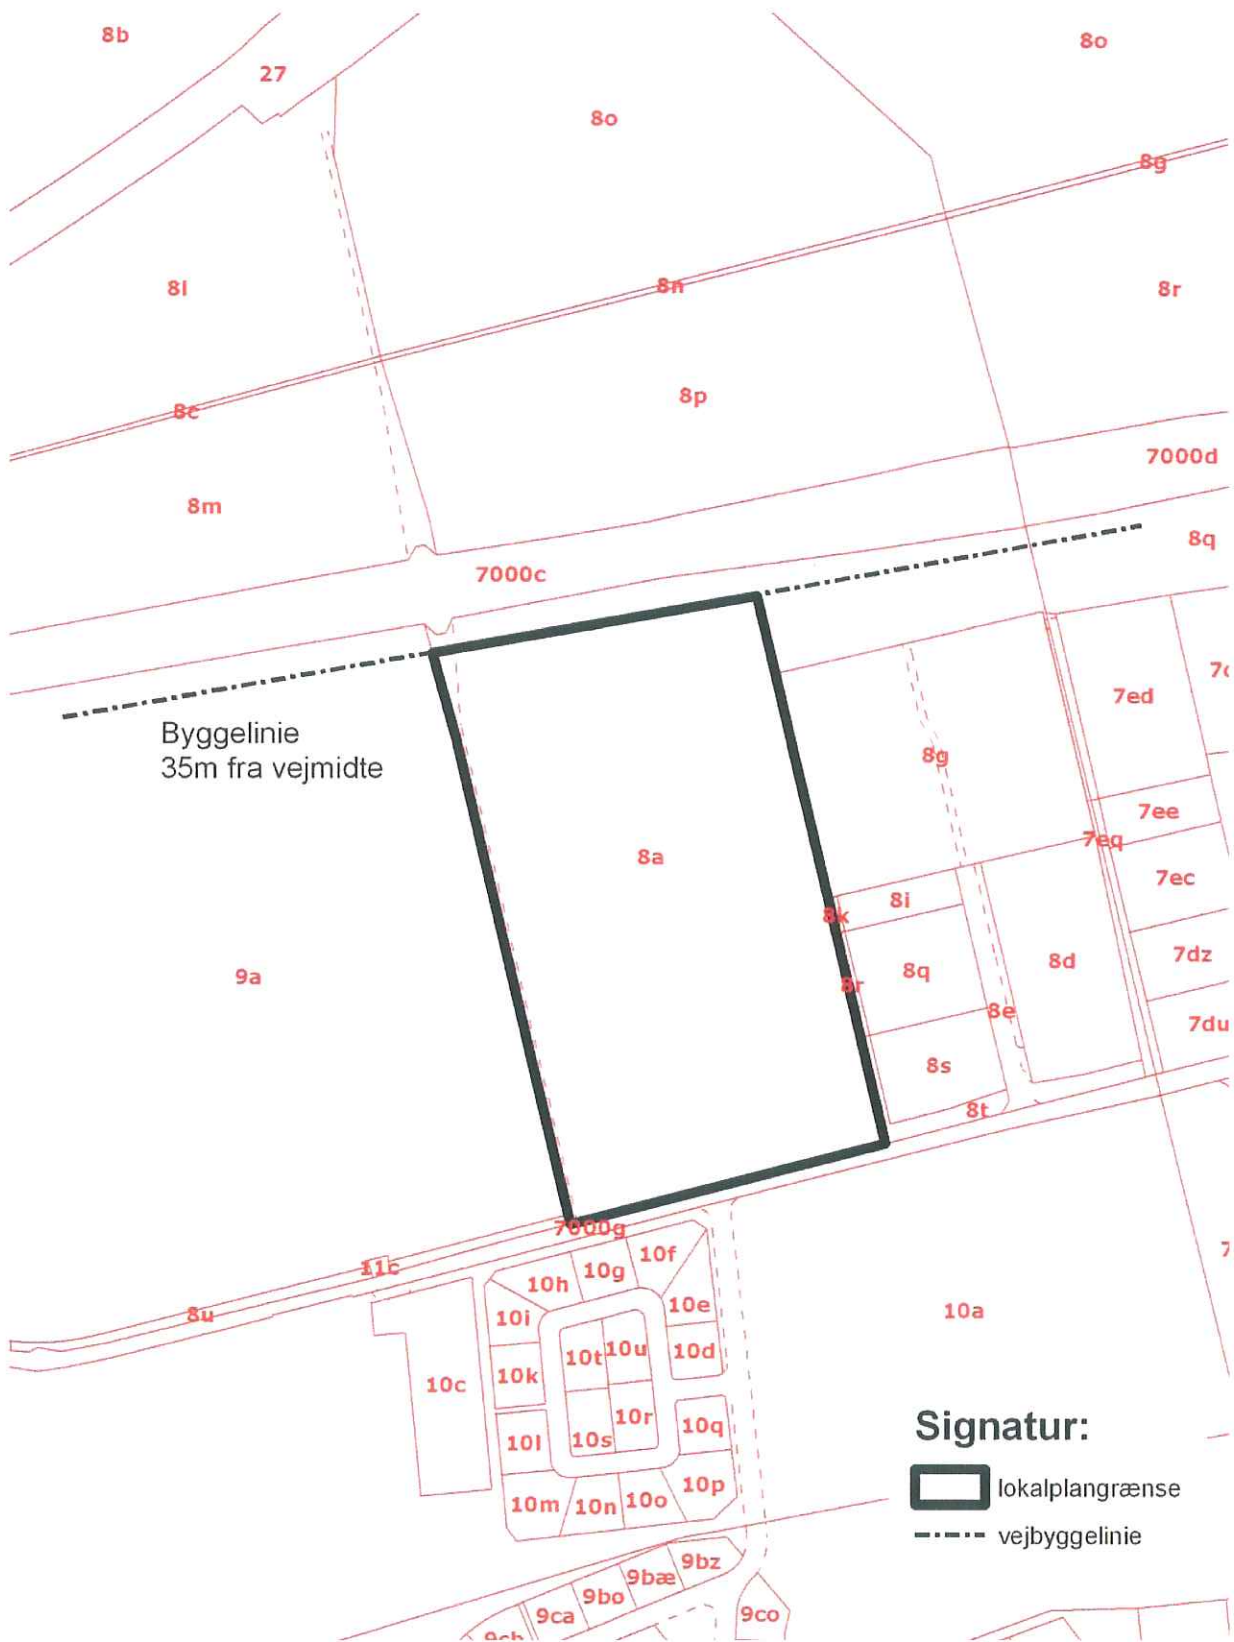 8b
8o
27
8o
8g
8l
8n
8r
8c
8p
7000d
8m
8q
7000c
7ed
Byggelinie
35m fra vejmidte
8g
7ee
7eq
8a
7ec
8i
8k
7dz
8d
8q
9a
8r
8e
7du
8s
8t
7000g
10f
11c
10g
10h
10e
10a
8u
10i
10u
10d
10t
10k
10c
10r
10q
Signatur:
10s
10l
10p
lokalplangrænse
10m
10n
10o
vejbyggelinie
9bz
9bæ
9bo
9ca
9co